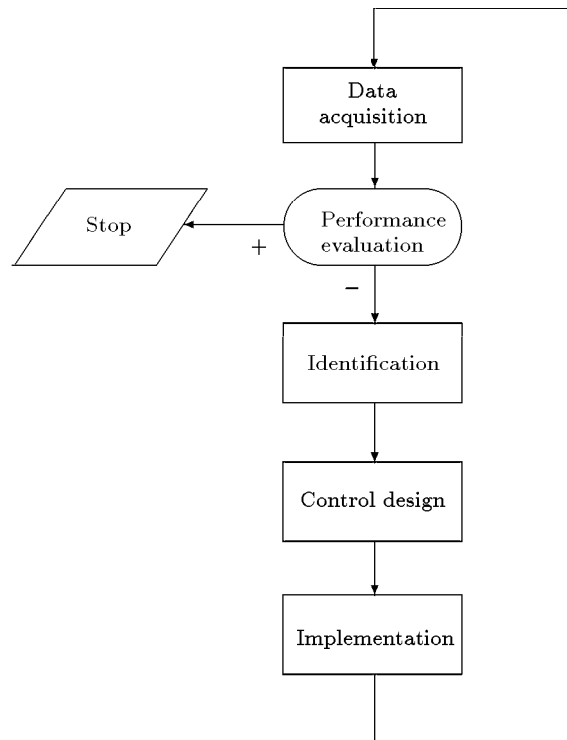 Data
acquisition
Stop
Performance
evaluation
+
−
Identification
Control design
Implementation